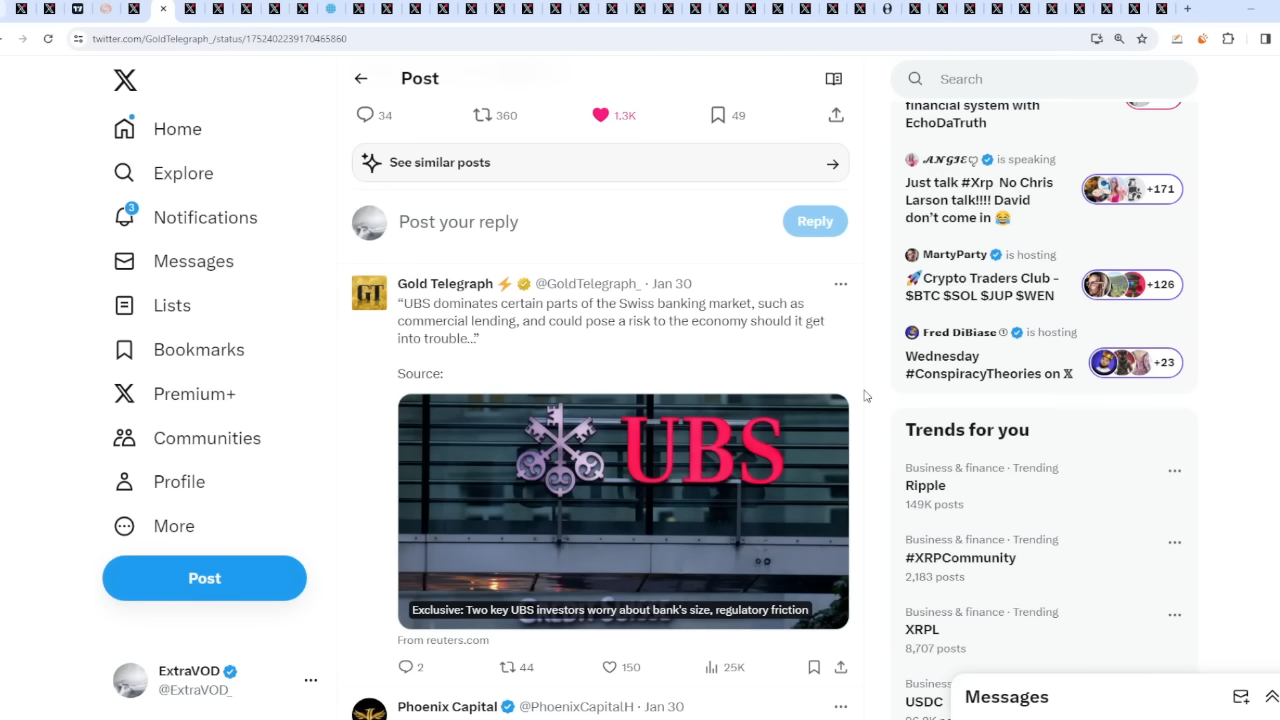 twitter.com/GoldTelegraph_/status/1752402239170465860
Post
34
360
1.3K
49
See similar posts
Post your reply
Reply
Home
Explore
3
Notifications
Messages
Lists
Bookmarks
Premium+
Communities
Profile
More
Post
ExtraVOD
@ExtraVOD_
GT
Gold Telegraph ⚡ @GoldTelegraph_ · Jan 30
“UBS dominates certain parts of the Swiss banking market, such as
commercial lending, and could pose a risk to the economy should it get
into trouble...”
Source:
UBS
Exclusive: Two key UBS investors worry about bank's size, regulatory friction
From reuters.com
2
44
150
25K
Phoenix Capital @PhoenixCapitalH · Jan 30
Search
financial system with
EchoDaTruth
𝑨𝑵𝑮𝑰𝑬ღ is speaking
Just talk #Xrp No Chris
Larson talk!!!! David
don’t come in 😂
+171
MartyParty is hosting
🚀Crypto Traders Club -
$BTC $SOL $JUP $WEN
+126
Fred DiBiase is hosting
Wednesday
#ConspiracyTheories on 𝕏
+23
Trends for you
Business & finance · Trending
Ripple
149K posts
Business & finance · Trending
#XRPCommunity
2,183 posts
Business & finance · Trending
XRPL
8,707 posts
USDC
Messages